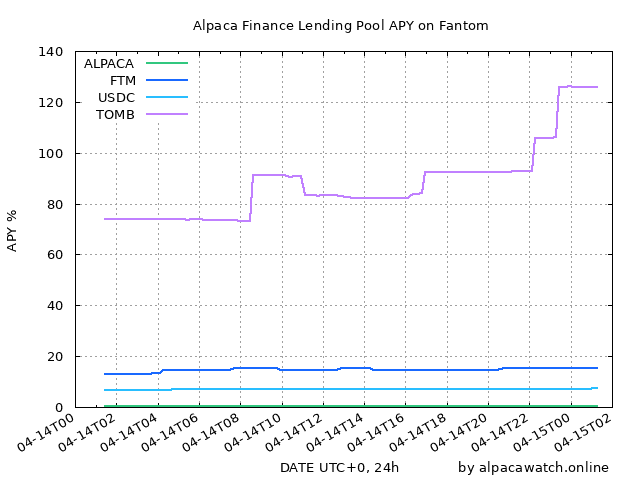 Alpaca Finance Lending Pool APY on Fantom
140
120
100
80
60
40
20
0
APY %
ALPACA
FTM
USDC
TOMB
04-14T00
04-14T02
04-14T04
04-14T06
04-14T08
04-14T10
04-14T12
04-14T14
04-14T16
04-14T18
04-14T20
04-14T22
04-15T00
04-15T02
DATE UTC+0, 24h
by alpacawatch.online